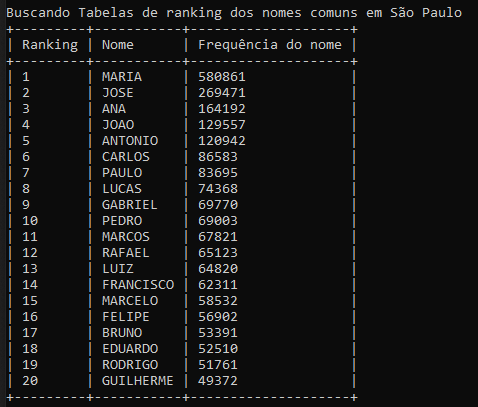 Buscando Tabelas de ranking dos nomes comuns em São Paulo
+---------+-----------+--------------------+
| Ranking | Nome      | Frequência do nome |
+---------+-----------+--------------------+
| 1       | MARIA     | 580861             |
| 2       | JOSE      | 269471             |
| 3       | ANA       | 164192             |
| 4       | JOAO      | 129557             |
| 5       | ANTONIO   | 120942             |
| 6       | CARLOS    | 86583              |
| 7       | PAULO     | 83695              |
| 8       | LUCAS     | 74368              |
| 9       | GABRIEL   | 69770              |
| 10      | PEDRO     | 69003              |
| 11      | MARCOS    | 67821              |
| 12      | RAFAEL    | 65123              |
| 13      | LUIZ      | 64820              |
| 14      | FRANCISCO | 62311              |
| 15      | MARCELO   | 58532              |
| 16      | FELIPE    | 56902              |
| 17      | BRUNO     | 53391              |
| 18      | EDUARDO   | 52510              |
| 19      | RODRIGO   | 51761              |
| 20      | GUILHERME | 49372              |
+---------+-----------+--------------------+